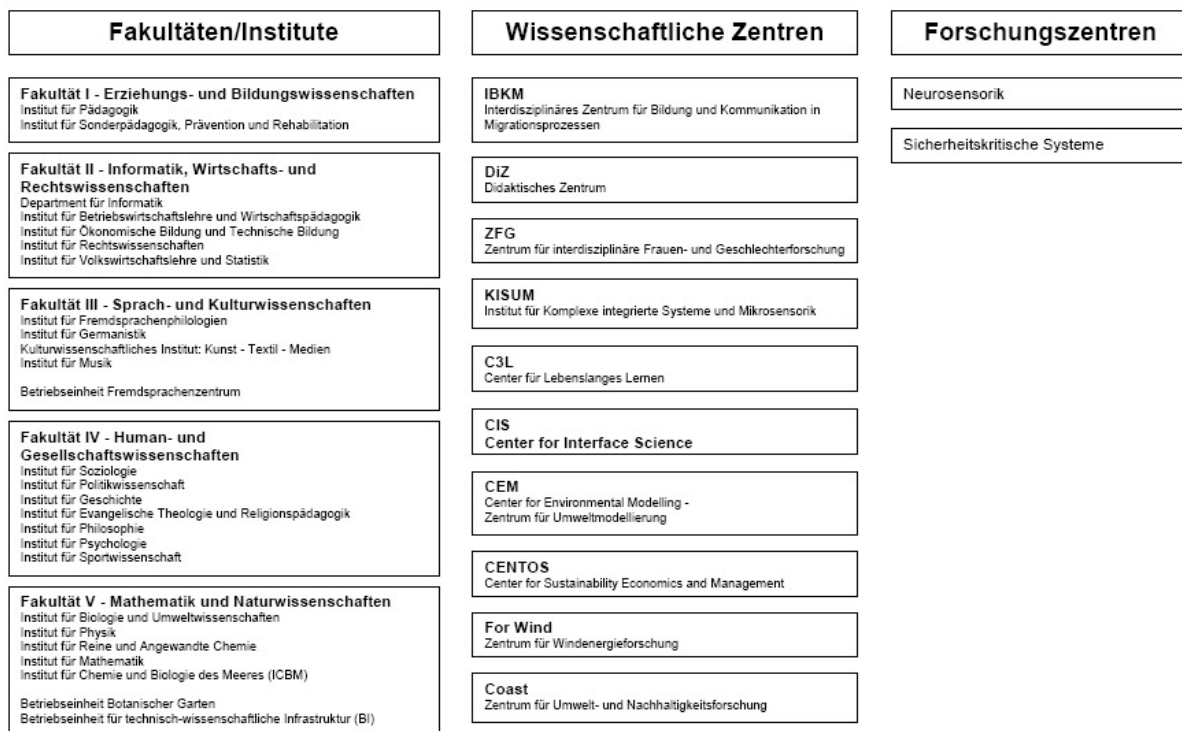 Fakultäten/Institute
Fakultät I - Erziehungs- und Bildungswissenschaften
Institut für Pädagogik
Institut für Sonderpädagogik, Prävention und Rehabilitation
Fakultät II - Informatik, Wirtschafts- und
Rechtswissenschaften
Department für Informatik
Institut für Betriebswirtschaftslehre und Wirtschaftspädagogik
Institut für Ökonomische Bildung und Technische Bildung
Institut für Rechtswissenschaften
Institut für Volkswirtschaftslehre und Statistik
Fakultät III - Sprach- und Kulturwissenschaften
Institut für Fremdsprachenphilologien
Institut für Germanistik
Kulturwissenschaftliches Institut: Kunst - Textil - Medien
Institut für Musik
Betriebseinheit Fremdsprachenzentrum
Fakultät IV - Human- und
Gesellschaftswissenschaften
Institut für Soziologie
Institut für Politikwissenschaft
Institut für Geschichte
Institut für Evangelische Theologie und Religionspädagogik
Institut für Philosophie
Institut für Psychologie
Institut für Sportwissenschaft
Fakultät V - Mathematik und Naturwissenschaften
Institut für Biologie und Umweltwissenschaften
Institut für Physik
Institut für Reine und Angewandte Chemie
Institut für Mathematik
Institut für Chemie und Biologie des Meeres (ICBM)
Betriebseinheit Botanischer Garten
Betriebseinheit für technisch-wissenschaftliche Infrastruktur (BI)
Wissenschaftliche Zentren
IBKM
Interdisziplinäres Zentrum für Bildung und Kommunikation in
Migrationsprozessen
DiZ
Didaktisches Zentrum
ZFG
Zentrum für interdisziplinäre Frauen- und Geschlechterforschung
KISUM
Institut für Komplexe integrierte Systeme und Mikrosensorik
C3L
Center für Lebenslanges Lernen
CIS
Center for Interface Science
CEM
Center for Environmental Modelling -
Zentrum für Umweltmodellierung
CENTOS
Center for Sustainability Economics and Management
For Wind
Zentrum für Windenergieforschung
Coast
Zentrum für Umwelt- und Nachhaltigkeitsforschung
Forschungszentren
Neurosensorik
Sicherheitskritische Systeme